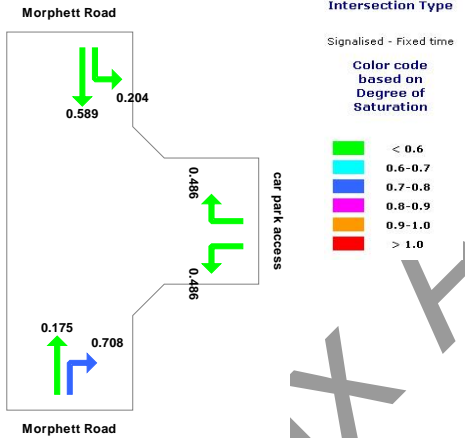 Morphett Road
0.204
0.589
0.486
0.486
car park access
0.175
0.708
Morphett Road
Intersection Type
Signalised - Fixed time
Color code
based on
Degree of
Saturation
< 0.6
0.6-0.7
0.7-0.8
0.8-0.9
0.9-1.0
> 1.0